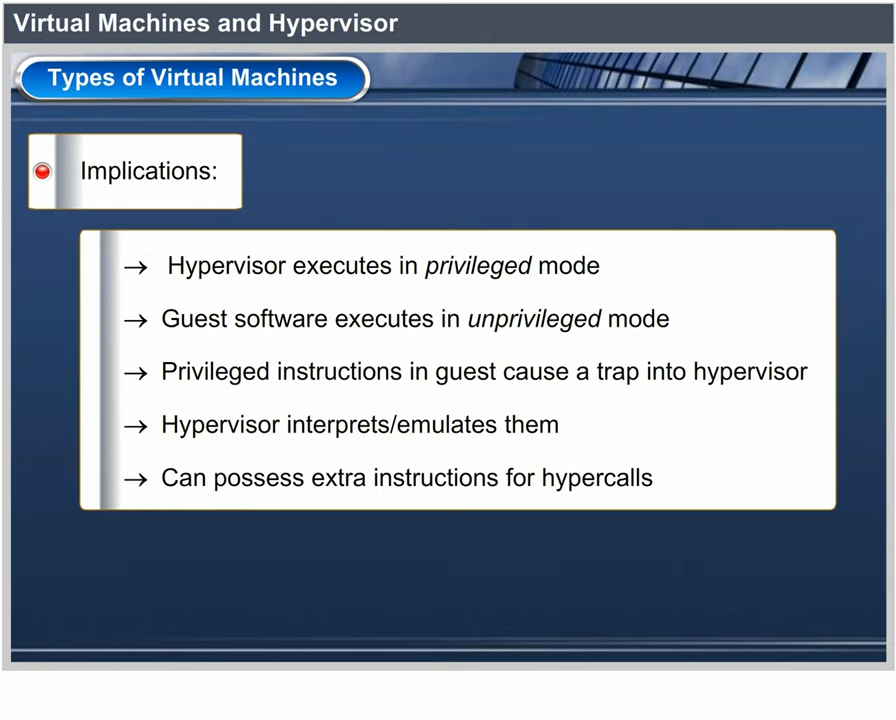 Virtual Machines and Hypervisor
Types of Virtual Machines
Implications:
→ Hypervisor executes in privileged mode
→ Guest software executes in unprivileged mode
→ Privileged instructions in guest cause a trap into hypervisor
→ Hypervisor interprets/emulates them
→ Can possess extra instructions for hypercalls